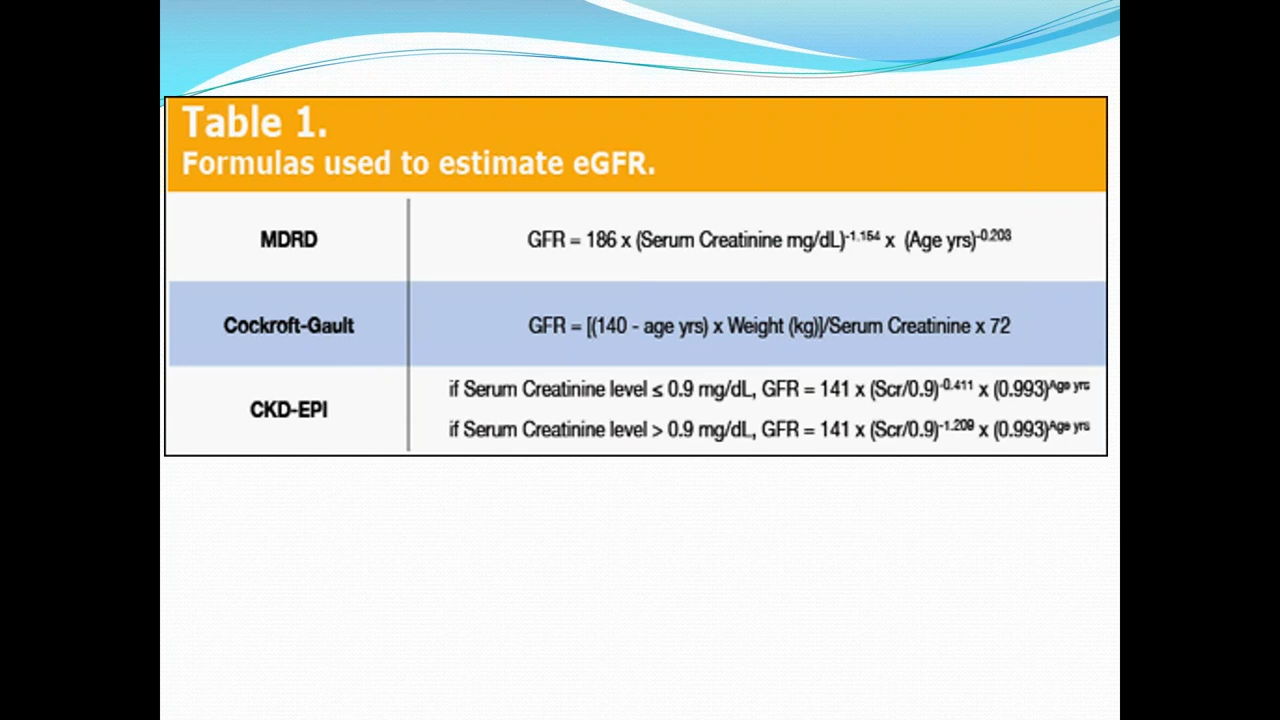 Table 1.
Formulas used to estimate eGFR.
MDRD
GFR = 186 x (Serum Creatinine mg/dL)-1.154 x (Age yrs)-0.203
Cockroft-Gault
GFR = [(140 - age yrs) x Weight (kg)]/Serum Creatinine x 72
CKD-EPI
if Serum Creatinine level ≤ 0.9 mg/dL, GFR = 141 x (Scr/0.9)-0.411 x (0.993)Age yrs
if Serum Creatinine level > 0.9 mg/dL, GFR = 141 x (Scr/0.9)-1.209 x (0.993)Age yrs